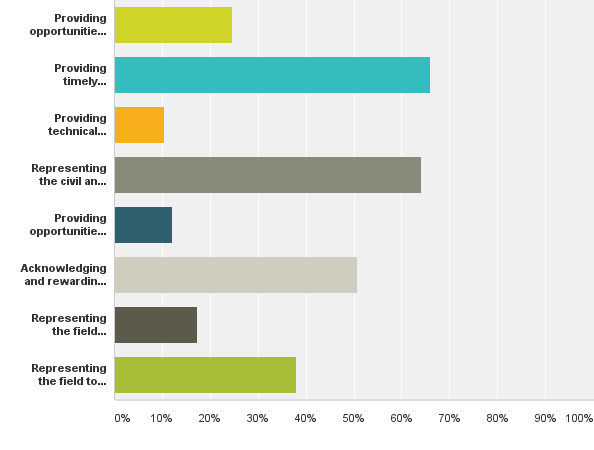 Providing
opportunitie...
Providing
timely...
Providing
technical...
Representing
the civil an...
Providing
opportunitie...
Acknowledging
and rewardin...
Representing
the field...
Representing
the field to...
0% 10% 20% 30% 40% 50% 60% 70% 80% 90% 100%